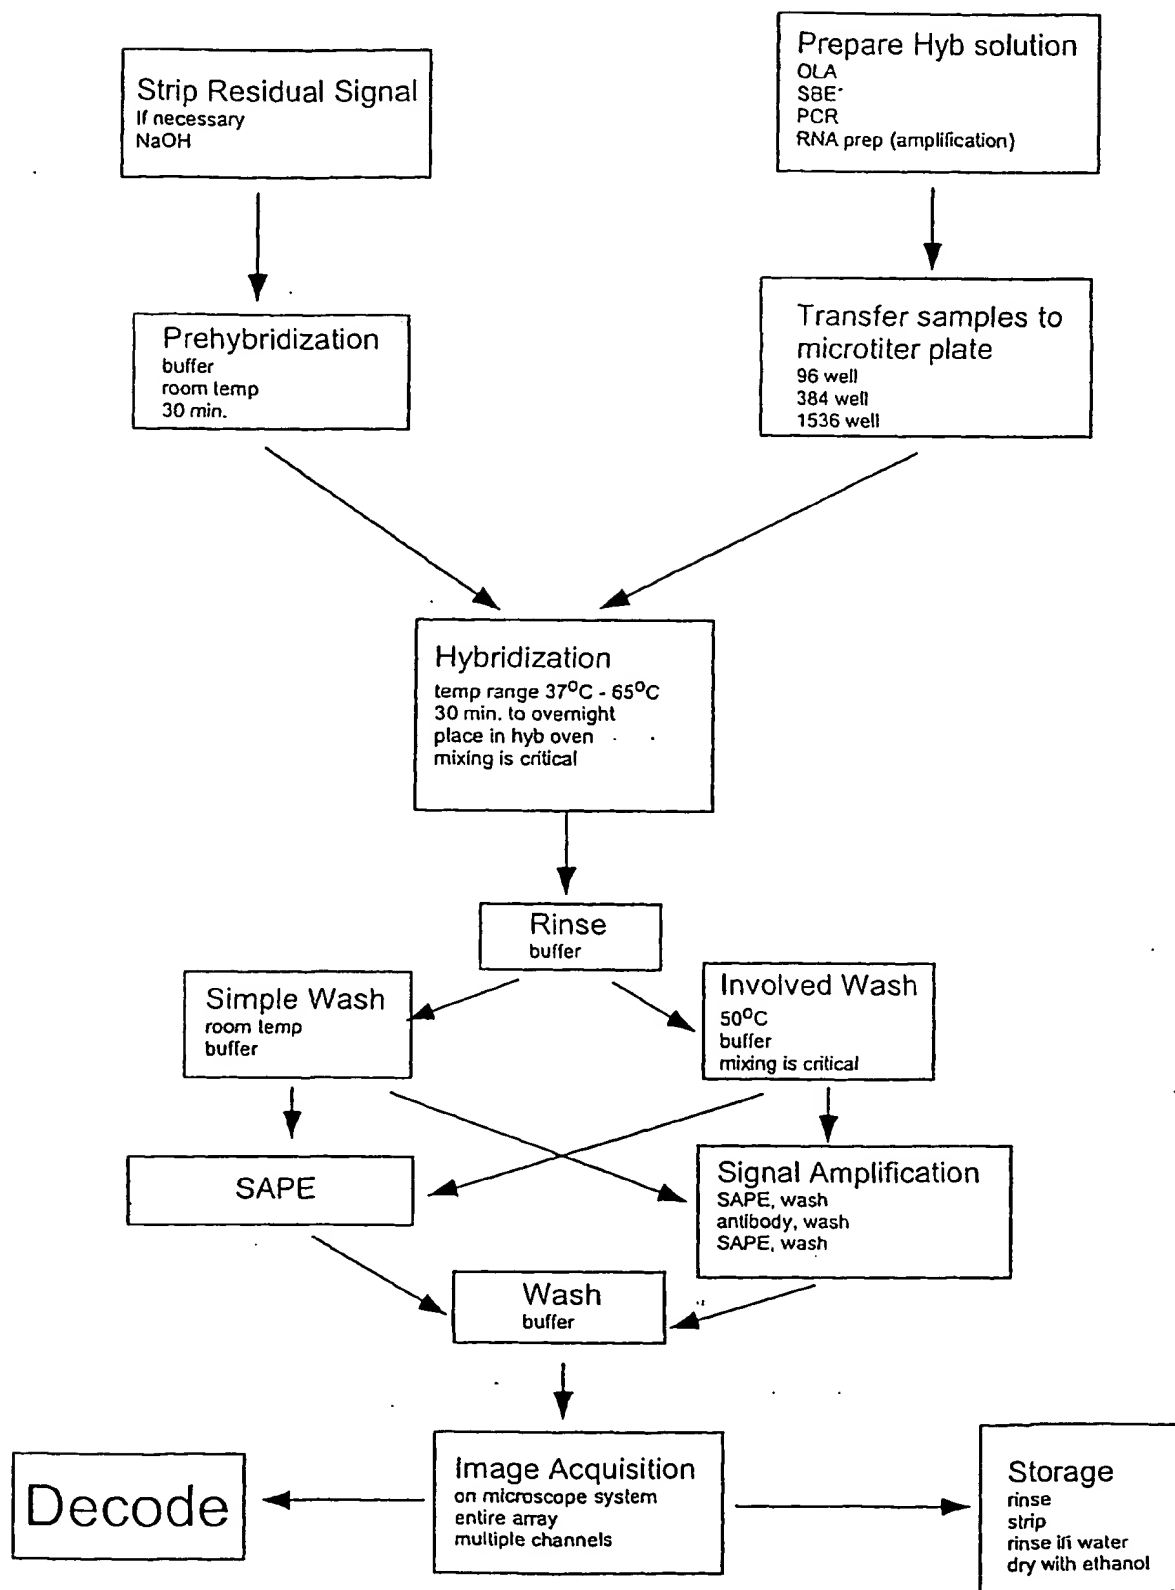 Strip Residual Signal
If necessary
NaOH
Prepare Hyb solution
OLA
SBE
PCR
RNA prep (amplification)
Prehybridization
buffer
room temp
30 min.
Transfer samples to
microtiter plate
96 well
384 well
1536 well
Hybridization
temp range 37°C - 65°C
30 min. to overnight
place in hyb oven
mixing is critical
Rinse
buffer
Simple Wash
room temp
buffer
Involved Wash
50°C
buffer
mixing is critical
SAPE
Signal Amplification
SAPE, wash
antibody, wash
SAPE, wash
Wash
buffer
Decode
Image Acquisition
on microscope system
entire array
multiple channels
Storage
rinse
strip
rinse in water
dry with ethanol